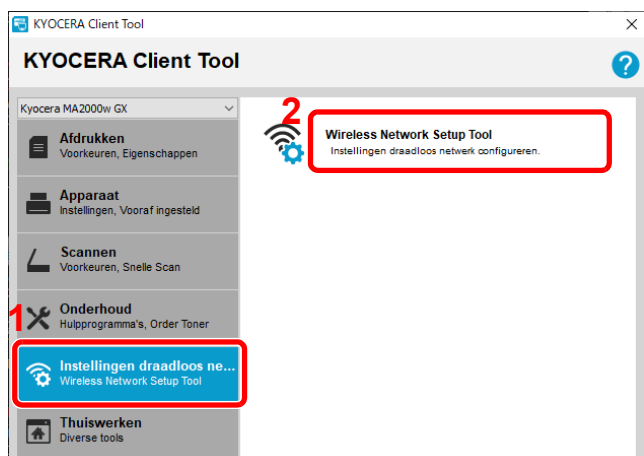 KYOCERA Client Tool
KYOCERA Client Tool
?
Kyocera MA2000w GX
Afdrukken
Voorkeuren, Eigenschappen
Apparaat
Instellingen, Vooraf ingesteld
Scannen
Voorkeuren, Snelle Scan
1
Onderhoud
Hulpprogramma's, Order Toner
Instellingen draadloos ne...
Wireless Network Setup Tool
Thuiswerken
Diverse tools
2
Wireless Network Setup Tool
Instellingen draadloos netwerk configureren.